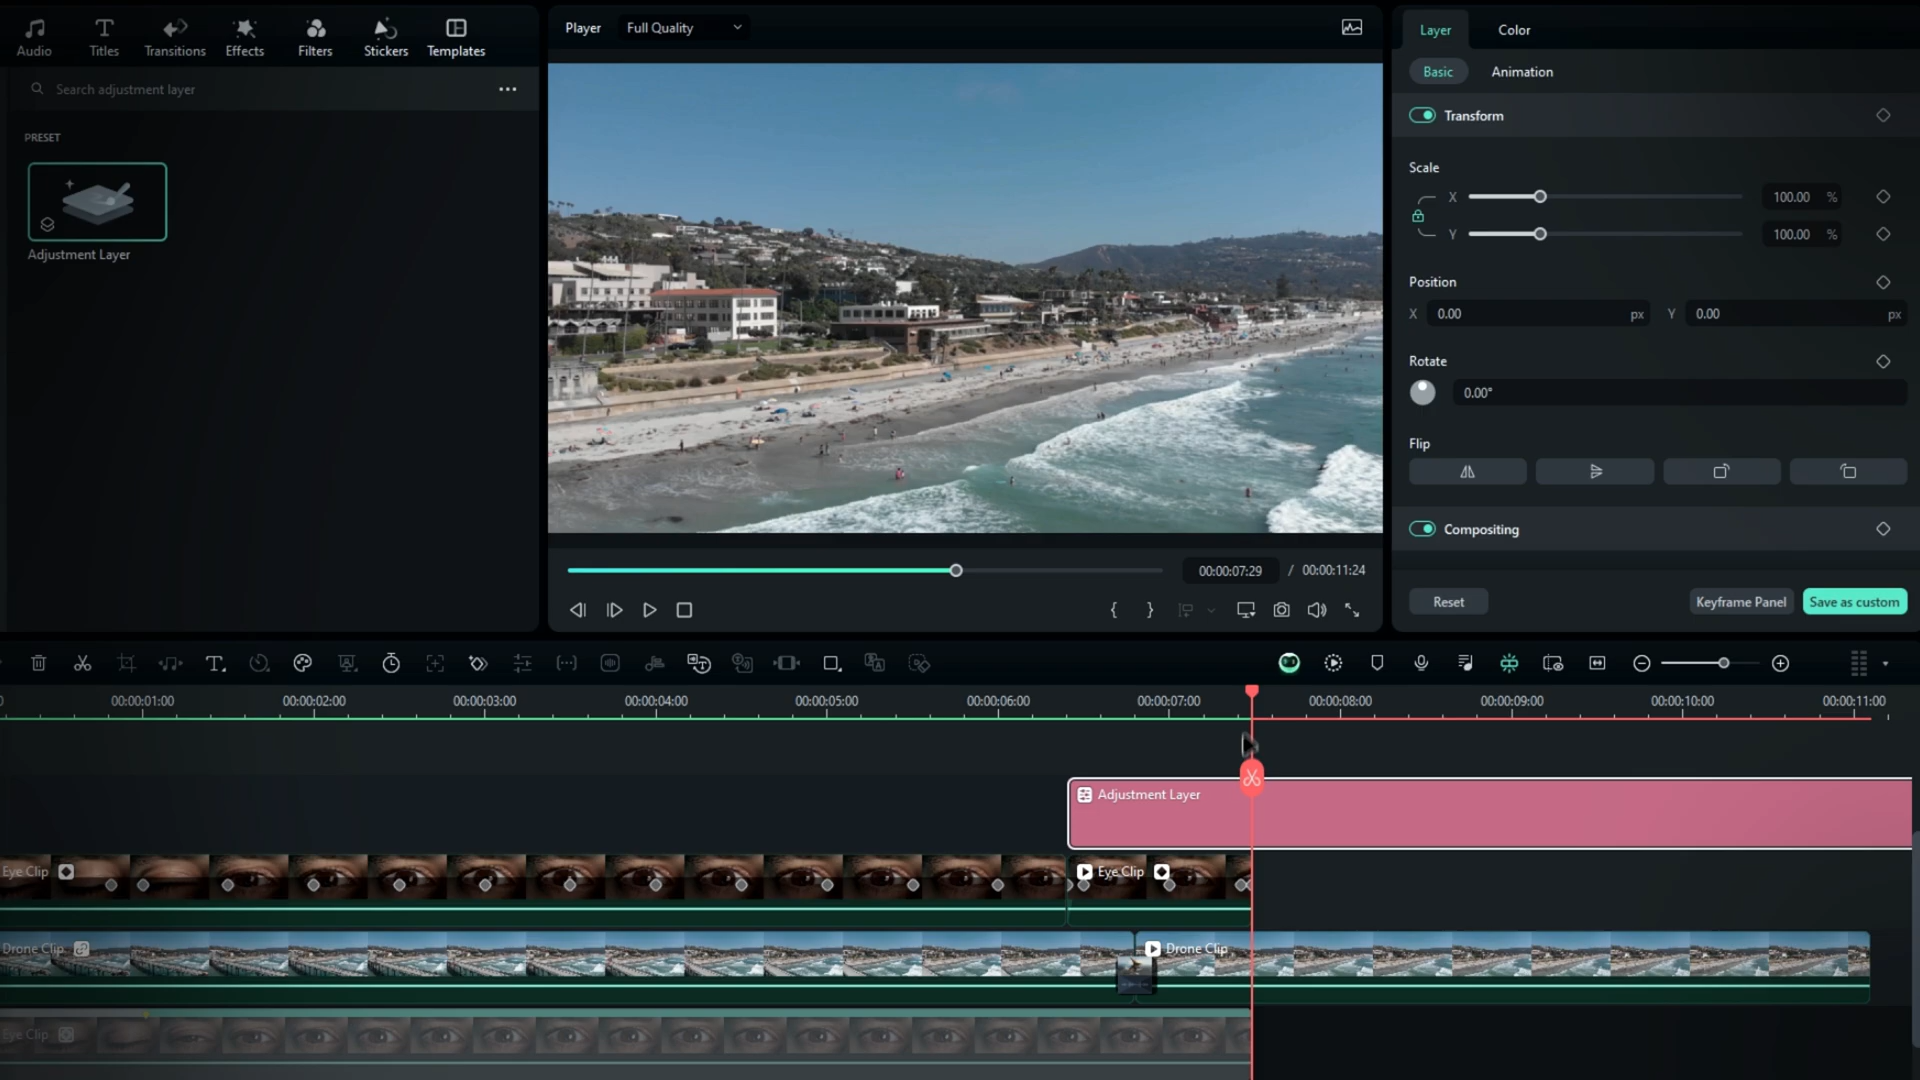 Audio
Titles
Transitions
Effects
Filters
Stickers
Templates
Search adjustment layer
PRESET
Adjustment Layer
Player
Full Quality
Layer
Color
Basic
Animation
Transform
Scale
X
100.00 %
Y
100.00 %
Position
X 0.00 px Y 0.00 px
Rotate
0.00°
Flip
Compositing
00:00:07:29 / 00:00:11:24
Reset
Keyframe Panel
Save as custom
0 00:00:01:00 00:00:02:00 00:00:03:00 00:00:04:00 00:00:05:00 00:00:06:00 00:00:07:00 00:00:08:00 00:00:09:00 00:00:10:00 00:00:11:00
Adjustment Layer
Eye Clip
Eye Clip
Drone Clip
Drone Clip
Eye Clip